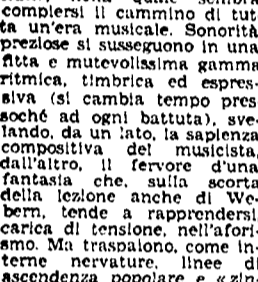 complersi il cammino di tut
ta un'era musicale. Sonorità
preziose si susseguono in una
fitta e mutevolissima gamma
ritmica, timbrica ed espres-
siva (si cambia tempo pres
soché ad ogni battuta), sve-
lando, da un lato, la sapienza
compositiva del musicista,
dall'altro, il fervore d'una
fantasia che, sulla scorta
della lezione anche di We-
bern, tende a rapprendersi,
carica di tensione, nell'afori-
smo. Ma traspaiono, come in-
terne nervature, linee di
ascendenza popolare e «zin-